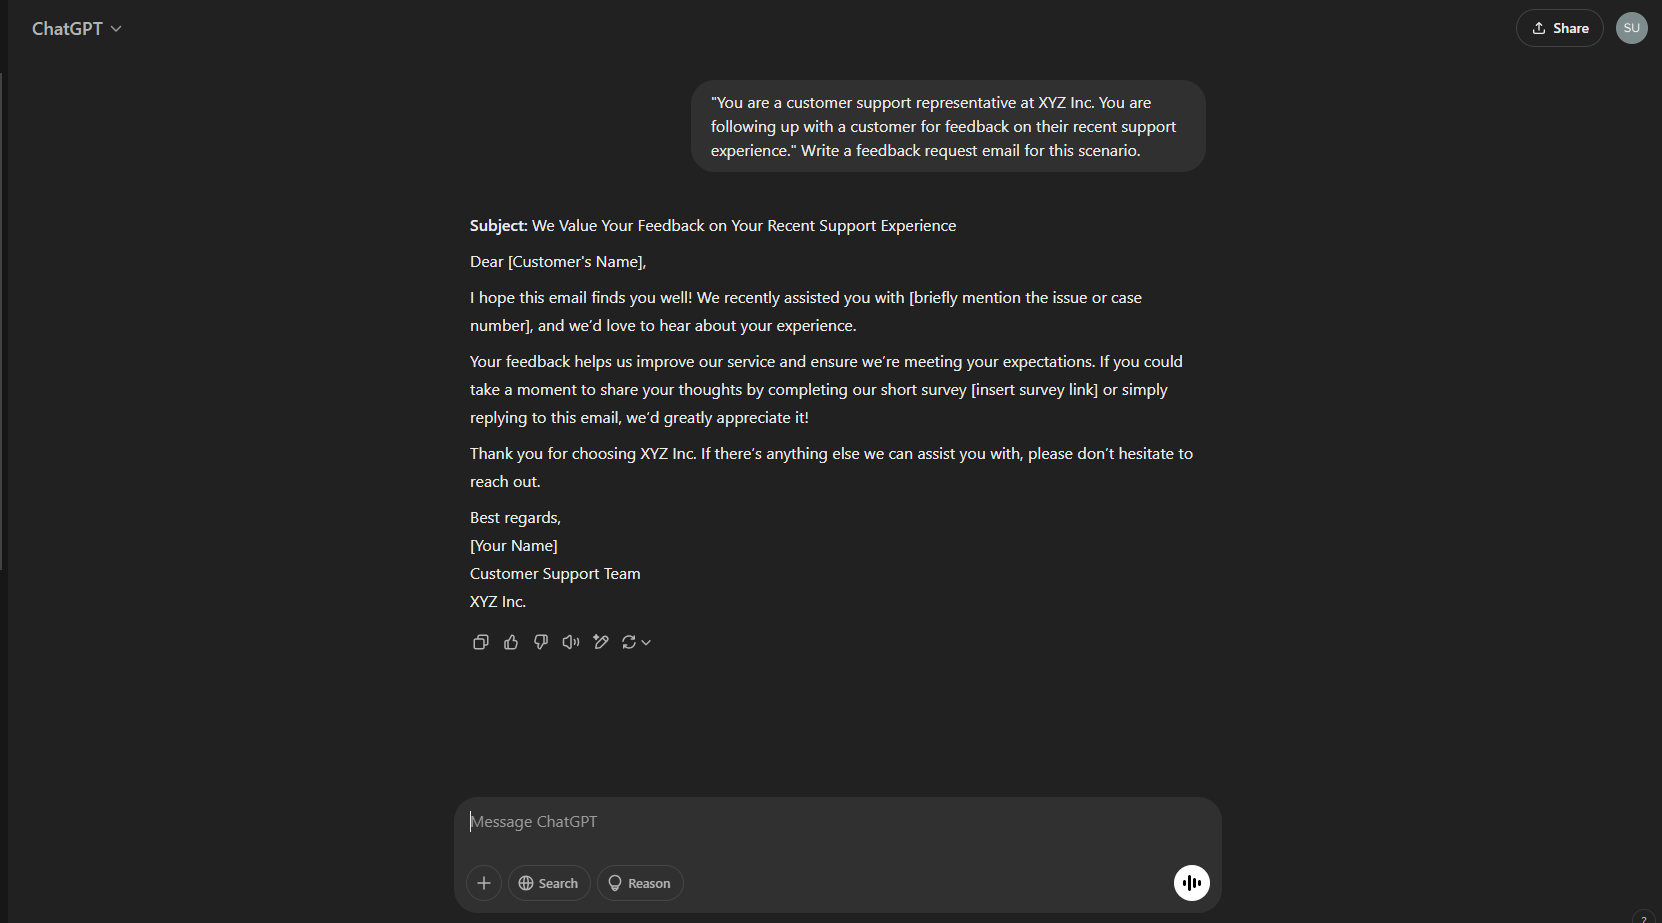 ChatGPT
Share
SU
"You are a customer support representative at XYZ Inc. You are
following up with a customer for feedback on their recent support
experience." Write a feedback request email for this scenario.
Subject: We Value Your Feedback on Your Recent Support Experience
Dear [Customer's Name],
I hope this email finds you well! We recently assisted you with [briefly mention the issue or case
number], and we’d love to hear about your experience.
Your feedback helps us improve our service and ensure we’re meeting your expectations. If you could
take a moment to share your thoughts by completing our short survey [insert survey link] or simply
replying to this email, we’d greatly appreciate it!
Thank you for choosing XYZ Inc. If there’s anything else we can assist you with, please don’t hesitate to
reach out.
Best regards,
[Your Name]
Customer Support Team
XYZ Inc.
Message ChatGPT
Search
Reason
?